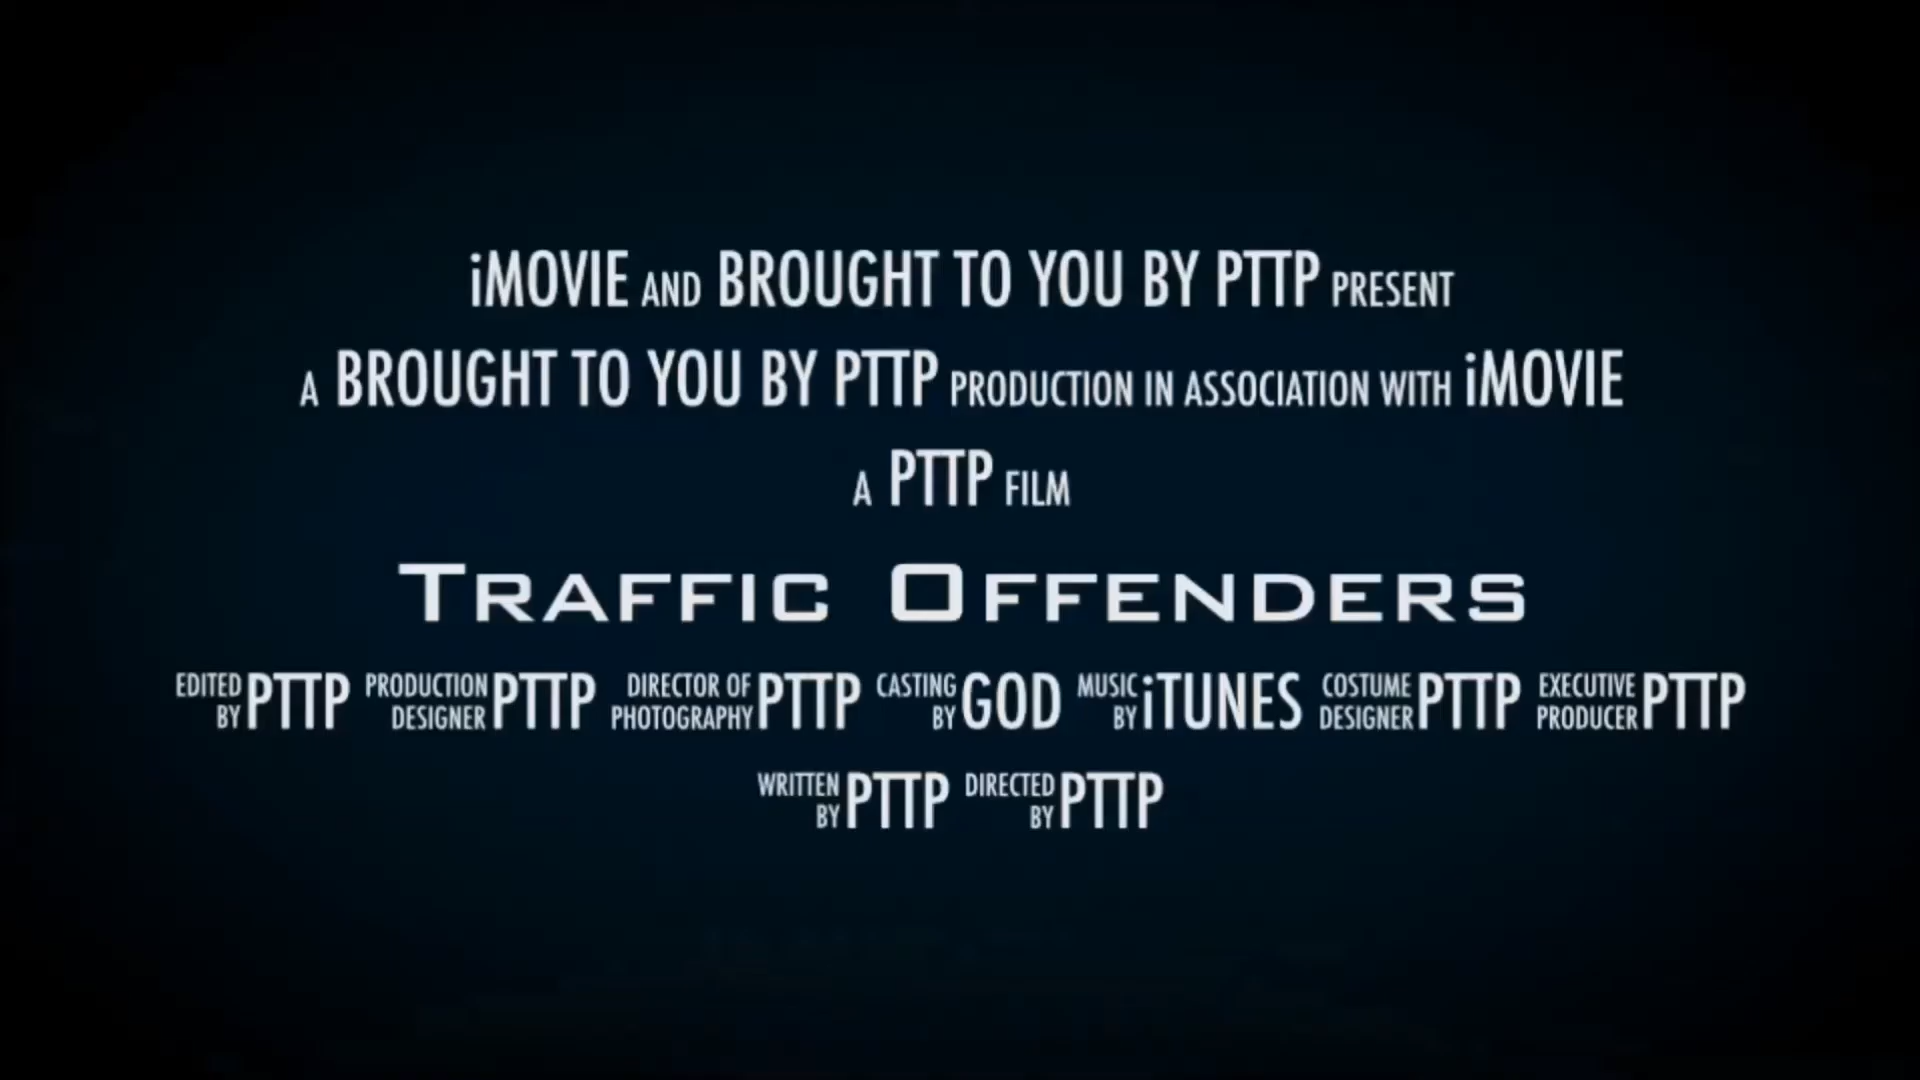 iMOVIE AND BROUGHT TO YOU BY PTTP PRESENT
A BROUGHT TO YOU BY PTTP PRODUCTION IN ASSOCIATION WITH iMOVIE
A PTTP FILM
TRAFFIC OFFENDERS
EDITED BY PTTP PRODUCTION DESIGNER PTTP DIRECTOR OF PHOTOGRAPHY PTTP CASTING BY GOD MUSIC BY iTUNES COSTUME DESIGNER PTTP EXECUTIVE PRODUCER PTTP
WRITTEN BY PTTP DIRECTED BY PTTP